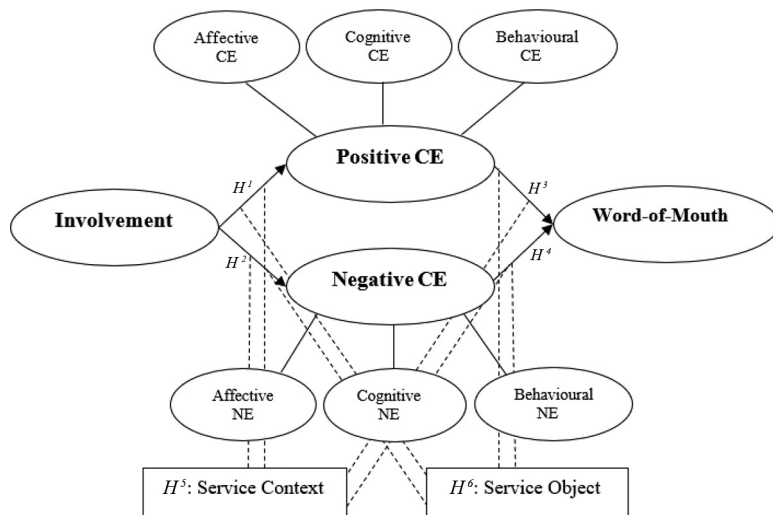 Affective
CE
Cognitive
CE
Behavioural
CE
Positive CE
H¹
H³
Involvement
Word-of-Mouth
H²
H⁴
Negative CE
Affective
NE
Cognitive
NE
Behavioural
NE
H⁵: Service Context
H⁶: Service Object